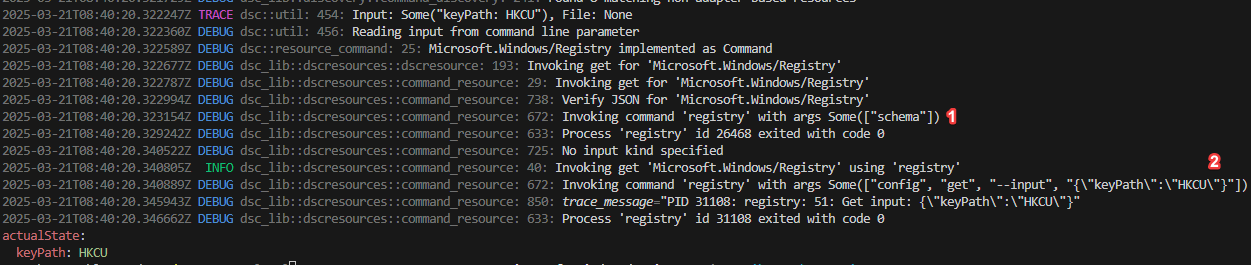 2025-03-21T08:40:20.322247Z TRACE dsc::util: 454: Input: Some("keyPath: HKCU"), File: None
2025-03-21T08:40:20.322360Z DEBUG dsc::util: 456: Reading input from command line parameter
2025-03-21T08:40:20.322589Z DEBUG dsc::resource_command: 25: Microsoft.Windows/Registry implemented as Command
2025-03-21T08:40:20.322677Z DEBUG dsc_lib::dscresources::dscresource: 193: Invoking get for 'Microsoft.Windows/Registry'
2025-03-21T08:40:20.322787Z DEBUG dsc_lib::dscresources::command_resource: 29: Invoking get for 'Microsoft.Windows/Registry'
2025-03-21T08:40:20.322994Z DEBUG dsc_lib::dscresources::command_resource: 738: Verify JSON for 'Microsoft.Windows/Registry'
2025-03-21T08:40:20.323154Z DEBUG dsc_lib::dscresources::command_resource: 672: Invoking command 'registry' with args Some(["schema"]) 1
2025-03-21T08:40:20.329242Z DEBUG dsc_lib::dscresources::command_resource: 633: Process 'registry' id 26468 exited with code 0
2025-03-21T08:40:20.340522Z DEBUG dsc_lib::dscresources::command_resource: 725: No input kind specified
2025-03-21T08:40:20.340805Z INFO dsc_lib::dscresources::command_resource: 40: Invoking get 'Microsoft.Windows/Registry' using 'registry'
2
2025-03-21T08:40:20.340889Z DEBUG dsc_lib::dscresources::command_resource: 672: Invoking command 'registry' with args Some(["config", "get", "--input", "{\"keyPath\":\"HKCU\"}"])
2025-03-21T08:40:20.345943Z DEBUG dsc_lib::dscresources::command_resource: 850: trace_message="PID 31108: registry: 51: Get input: {\"keyPath\":\"HKCU\"}"
2025-03-21T08:40:20.346662Z DEBUG dsc_lib::dscresources::command_resource: 633: Process 'registry' id 31108 exited with code 0
actualState:
  keyPath: HKCU